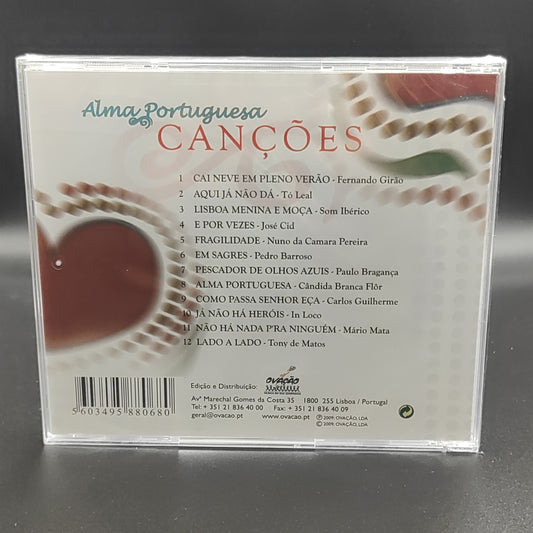 Alma Portuguesa
CANÇÕES
1 CAI NEVE EM PLENO VERÃO - Fernando Girão
2 AQUI JÁ NÃO DÁ - Tó Leal
3 LISBOA MENINA E MOÇA - Som Ibérico
4 E POR VEZES - José Cid
5 FRAGILIDADE - Nuno da Camara Pereira
6 EM SAGRES - Pedro Barroso
7 PESCADOR DE OLHOS AZUIS - Paulo Bragança
8 ALMA PORTUGUESA - Cândida Branca Flôr
9 COMO PASSA SENHOR EÇA - Carlos Guilherme
10 JÁ NÃO HÁ HERÓIS - In Loco
11 NÃO HÁ NADA P'RA NINGUÉM - Mário Mata
12 LADO A LADO - Tony de Matos
Edição e Distribuição: OVAÇÃO
Avª Marechal Gomes da Costa 35 1800 255 Lisboa / Portugal
Tel: + 351 21 836 40 00 Fax: + 351 21 836 40 09
geral@ovacao.pt www.ovacao.pt
℗ 2009, OVAÇÃO, LDA
© 2009, OVAÇÃO, LDA
5 603495 880680